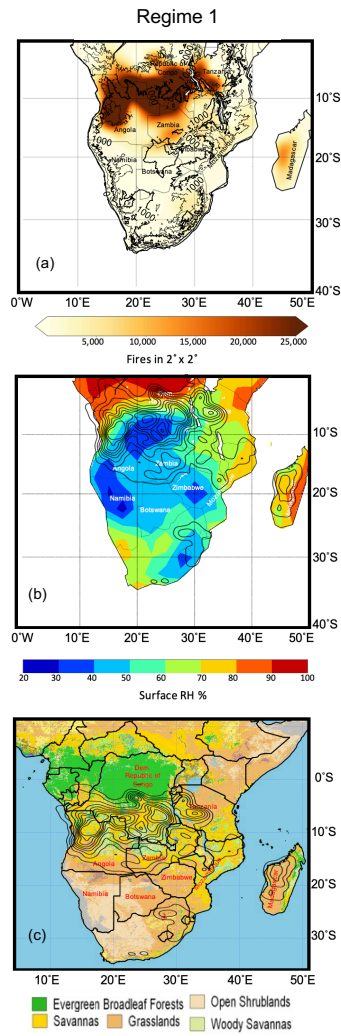 Regime 1
Dem.
Republic of
Congo
Tanzania
Angola
Zambia
1000
Namibia
Botswana
1000
Madagascar
(a)
10°S
20°S
30°S
40°S
0°W 10°E 20°E 30°E 40°E 50°E
5,000 10,000 15,000 20,000 25,000
Fires in 2° x 2°
Angola
Zambia
Namibia
Zimbabwe
Botswana
(b)
10°S
20°S
30°S
40°S
0°W 10°E 20°E 30°E 40°E 50°E
20 30 40 50 60 70 80 90 100
Surface RH %
Dem.
Republic of
Congo
Tanzania
Angola
Zambia
Zimbabwe
Namibia
Botswana
Madagascar
(c)
0°S
10°S
20°S
30°S
10°E 20°E 30°E 40°E 50°E
Evergreen Broadleaf Forests
Open Shrublands
Savannas
Grasslands
Woody Savannas